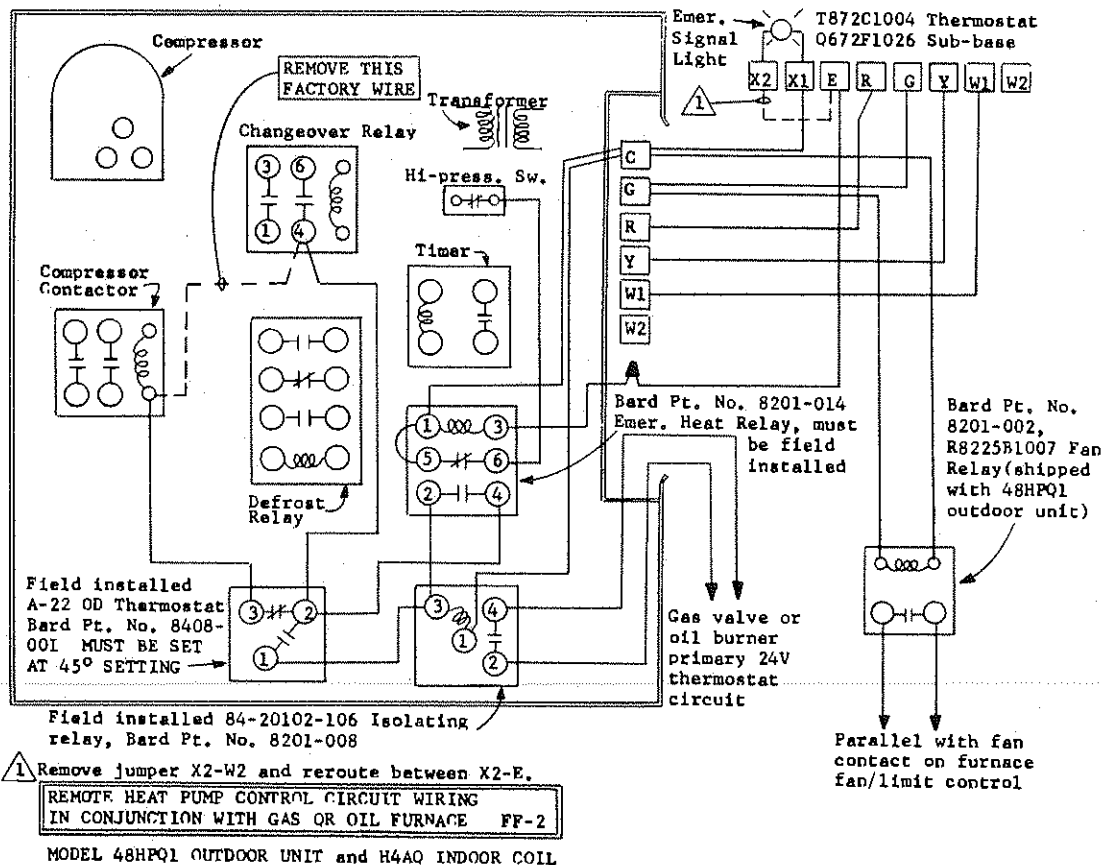 Emer.
Signal
Light
T872C1004 Thermostat
Q672F1026 Sub-base
X2 X1 E R G Y W1 W2
1
Compressor
REMOVE THIS
FACTORY WIRE
Transformer
Changeover Relay
3 6
1 4
Hi-press. Sw.
C
G
R
Y
W1
W2
Timer
Compressor
Contactor
Defrost
Relay
1 3
5 6
2 4
Bard Pt. No. 8201-014
Emer. Heat Relay, must
be field
installed
Bard Pt. No.
8201-002,
R8225B1007 Fan
Relay(shipped
with 48HPQ1
outdoor unit)
Field installed
A-22 OD Thermostat
Bard Pt. No. 8408-
001 MUST BE SET
AT 45° SETTING
3 2
1
3 4
1
2
Gas valve or
oil burner
primary 24V
thermostat
circuit
Field installed 84-20102-106 Isolating
relay, Bard Pt. No. 8201-008
Parallel with fan
contact on furnace
fan/limit control
1 Remove jumper X2-W2 and reroute between X2-E.
REMOTE HEAT PUMP CONTROL CIRCUIT WIRING
IN CONJUNCTION WITH GAS OR OIL FURNACE FF-2
MODEL 48HPQ1 OUTDOOR UNIT and H4AQ INDOOR COIL